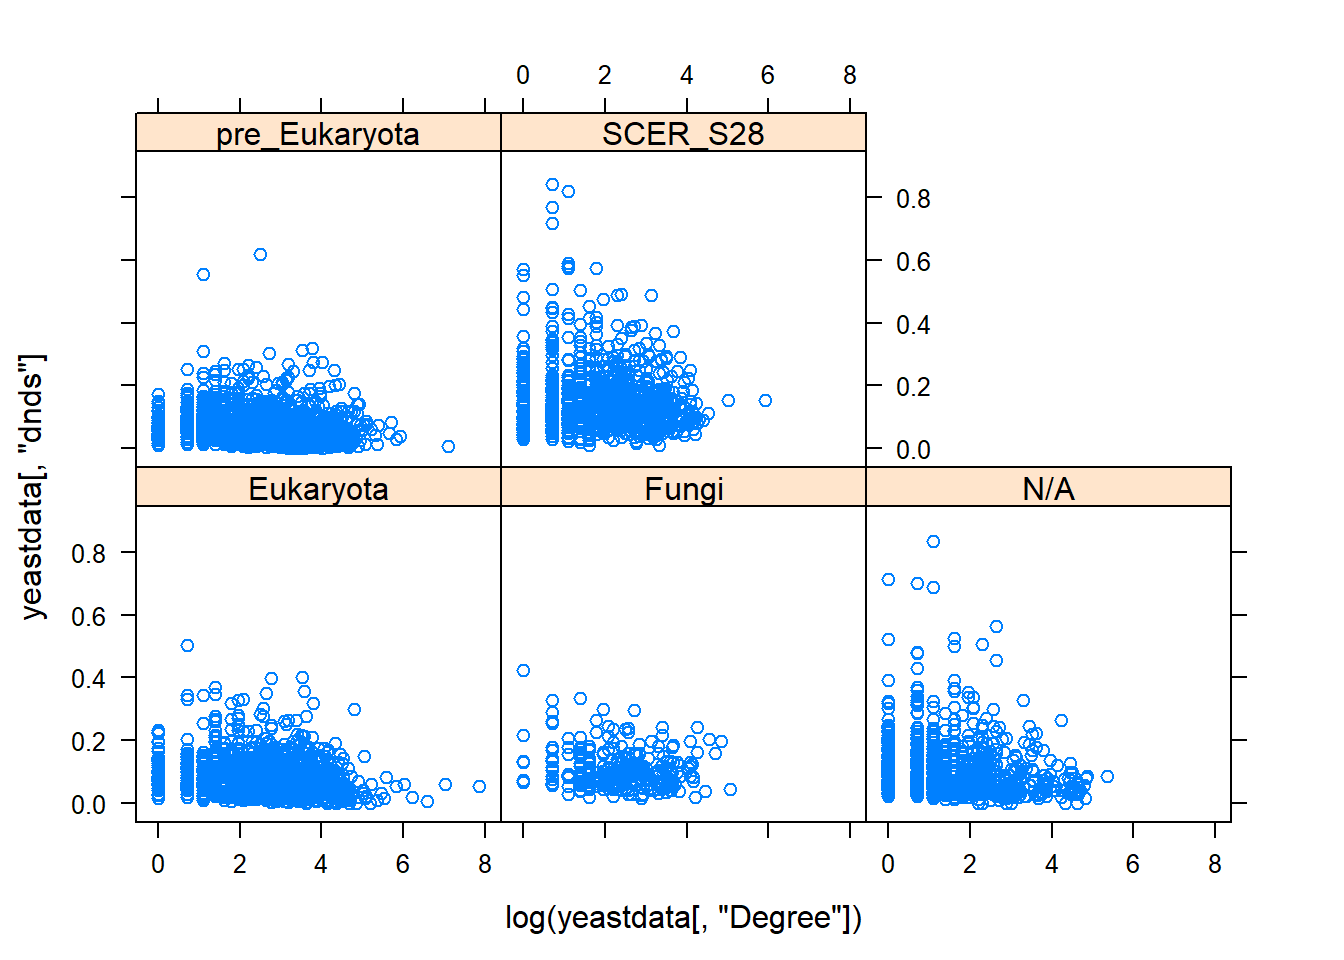 0 2 4 6 8
pre_Eukaryota SCER_S28
0.8
0.6
0.4
0.2
0.0
Eukaryota Fungi N/A
0.8
0.6
0.4
0.2
0.0
yeastdata[, "dnds"]
0 2 4 6 8 0 2 4 6 8
log(yeastdata[, "Degree"])